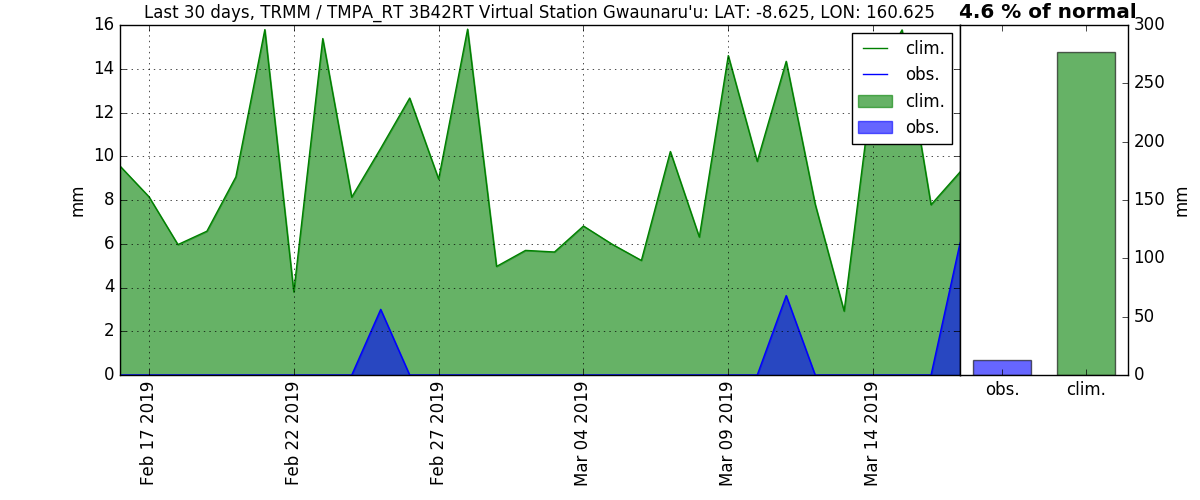 Last 30 days, TRMM / TMPA_RT 3B42RT Virtual Station Gwaunaru'u: LAT: -8.625, LON: 160.625
4.6 % of normal
16
14
12
10
8
6
4
2
0
mm
clim.
obs.
clim.
obs.
300
250
200
150
100
50
0
mm
obs.
clim.
Feb 17 2019
Feb 22 2019
Feb 27 2019
Mar 04 2019
Mar 09 2019
Mar 14 2019